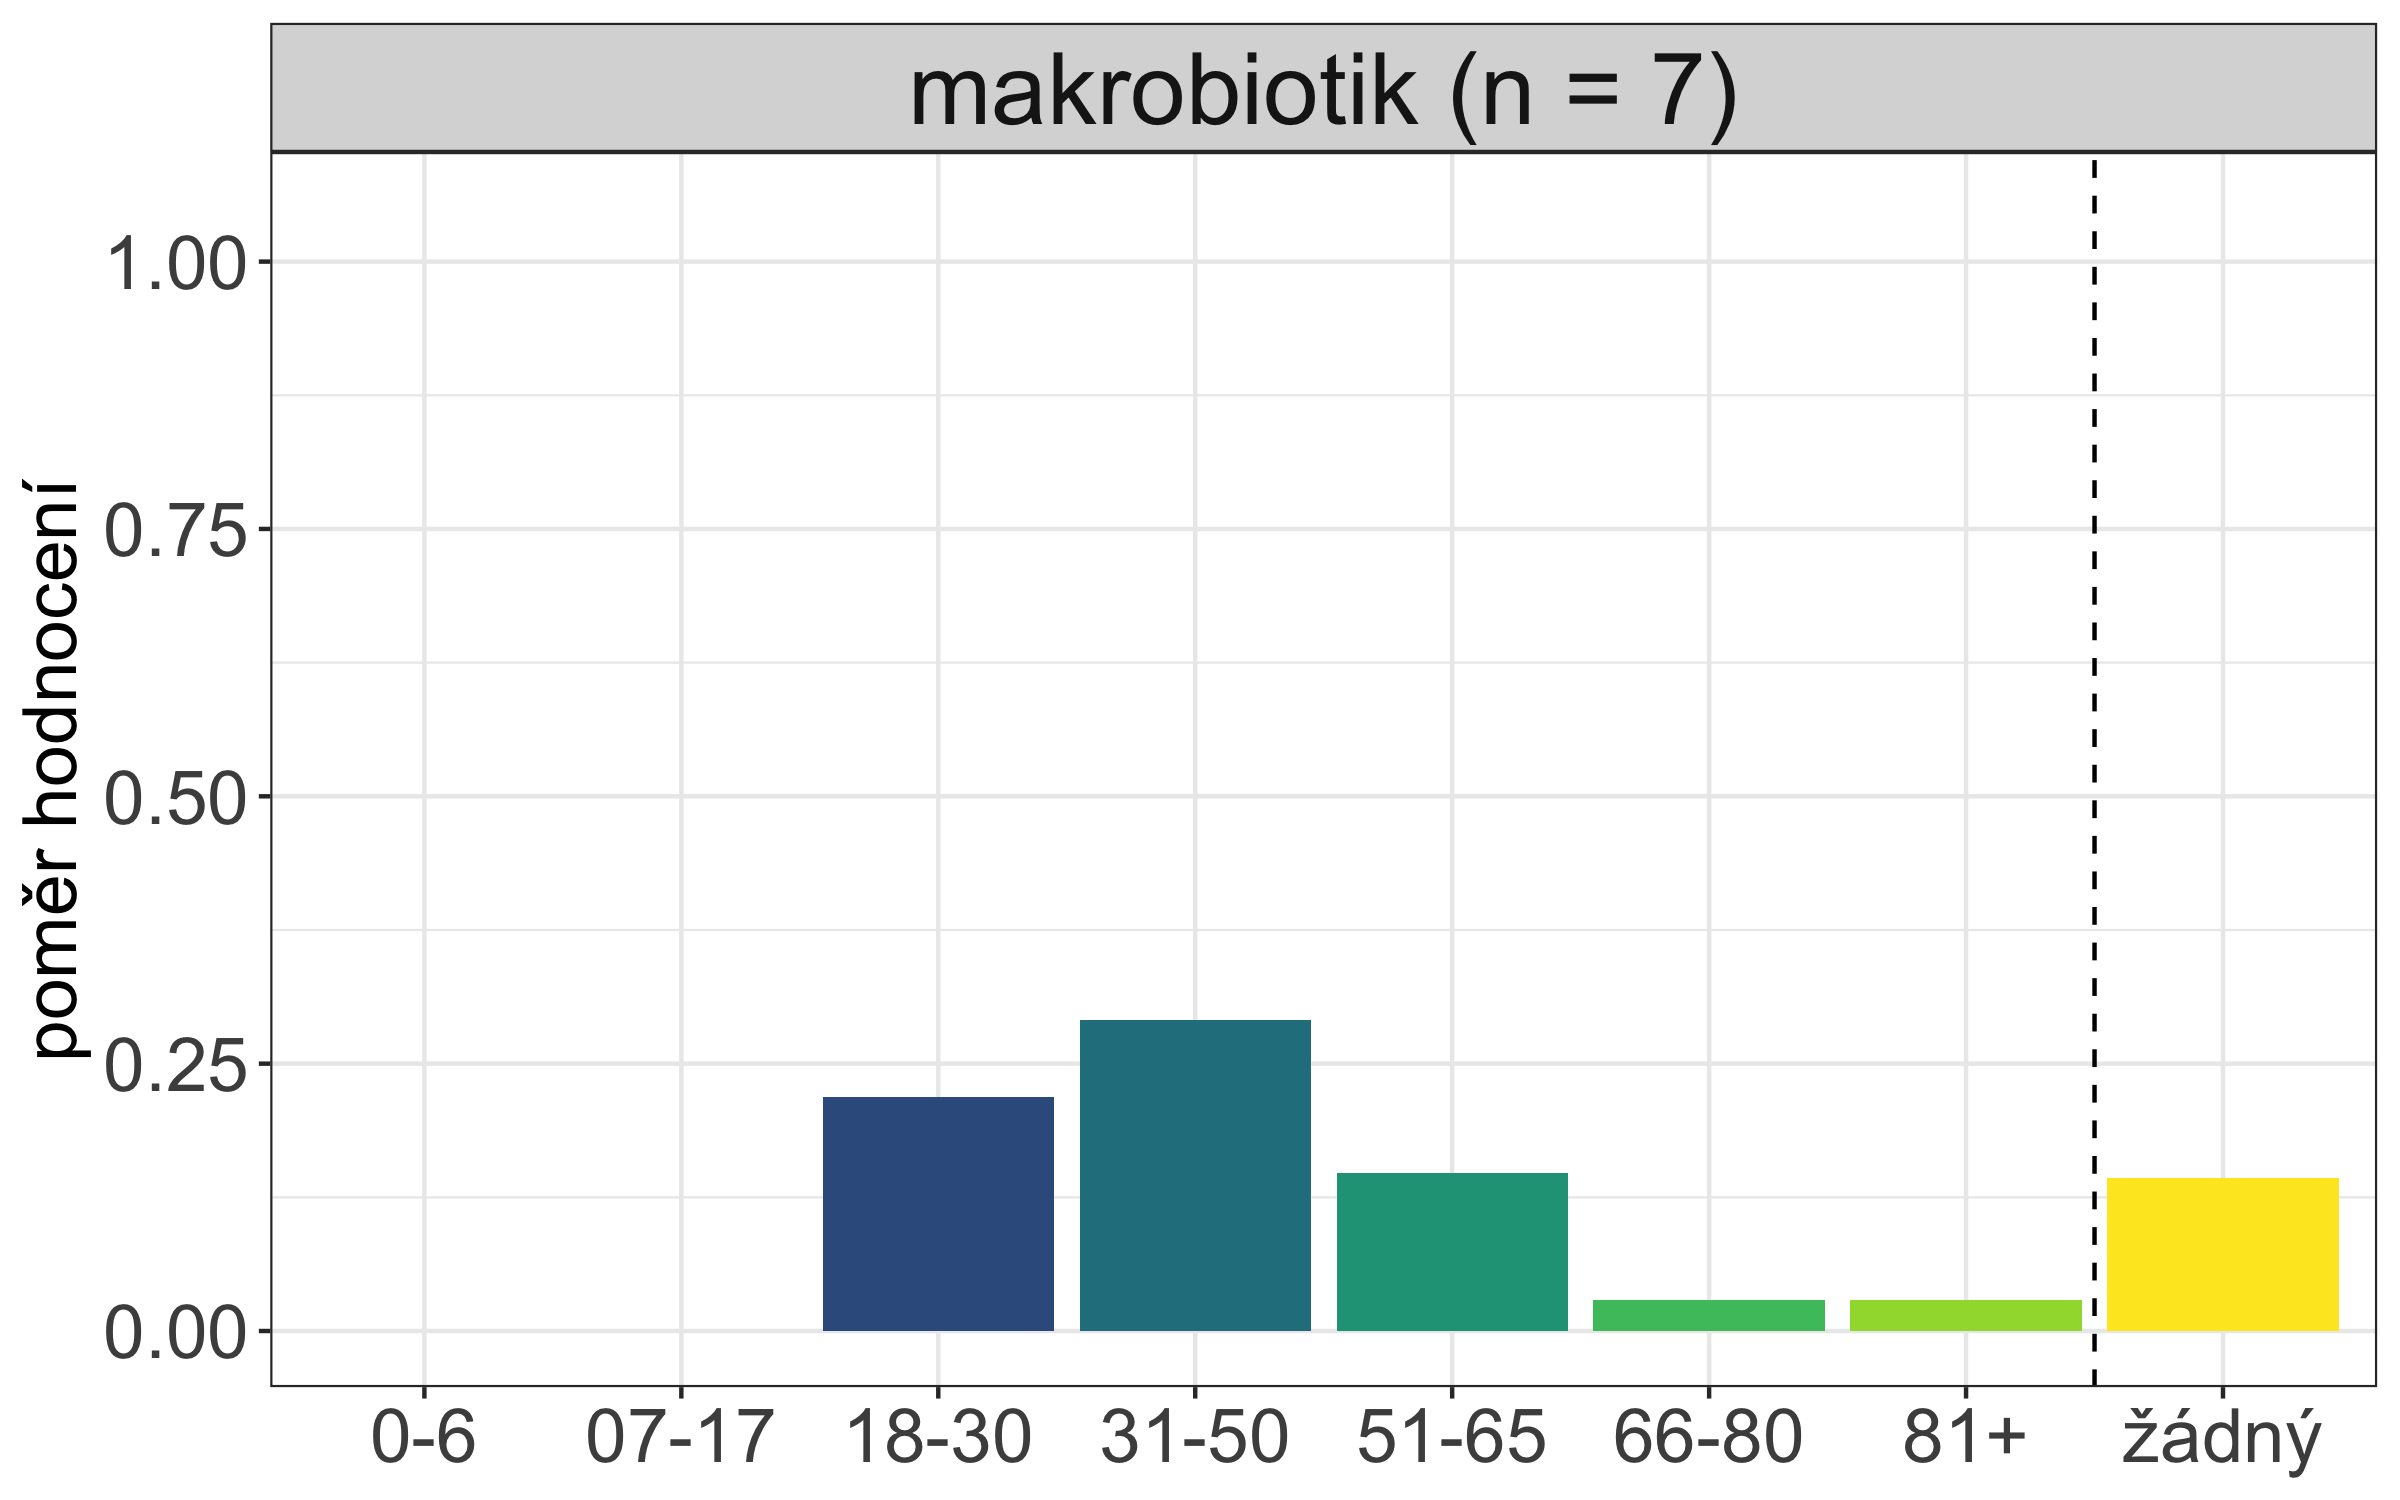 makrobiotik (n = 7)
poměr hodnocení
1.00
0.75
0.50
0.25
0.00
0-6 07-17 18-30 31-50 51-65 66-80 81+ žádný